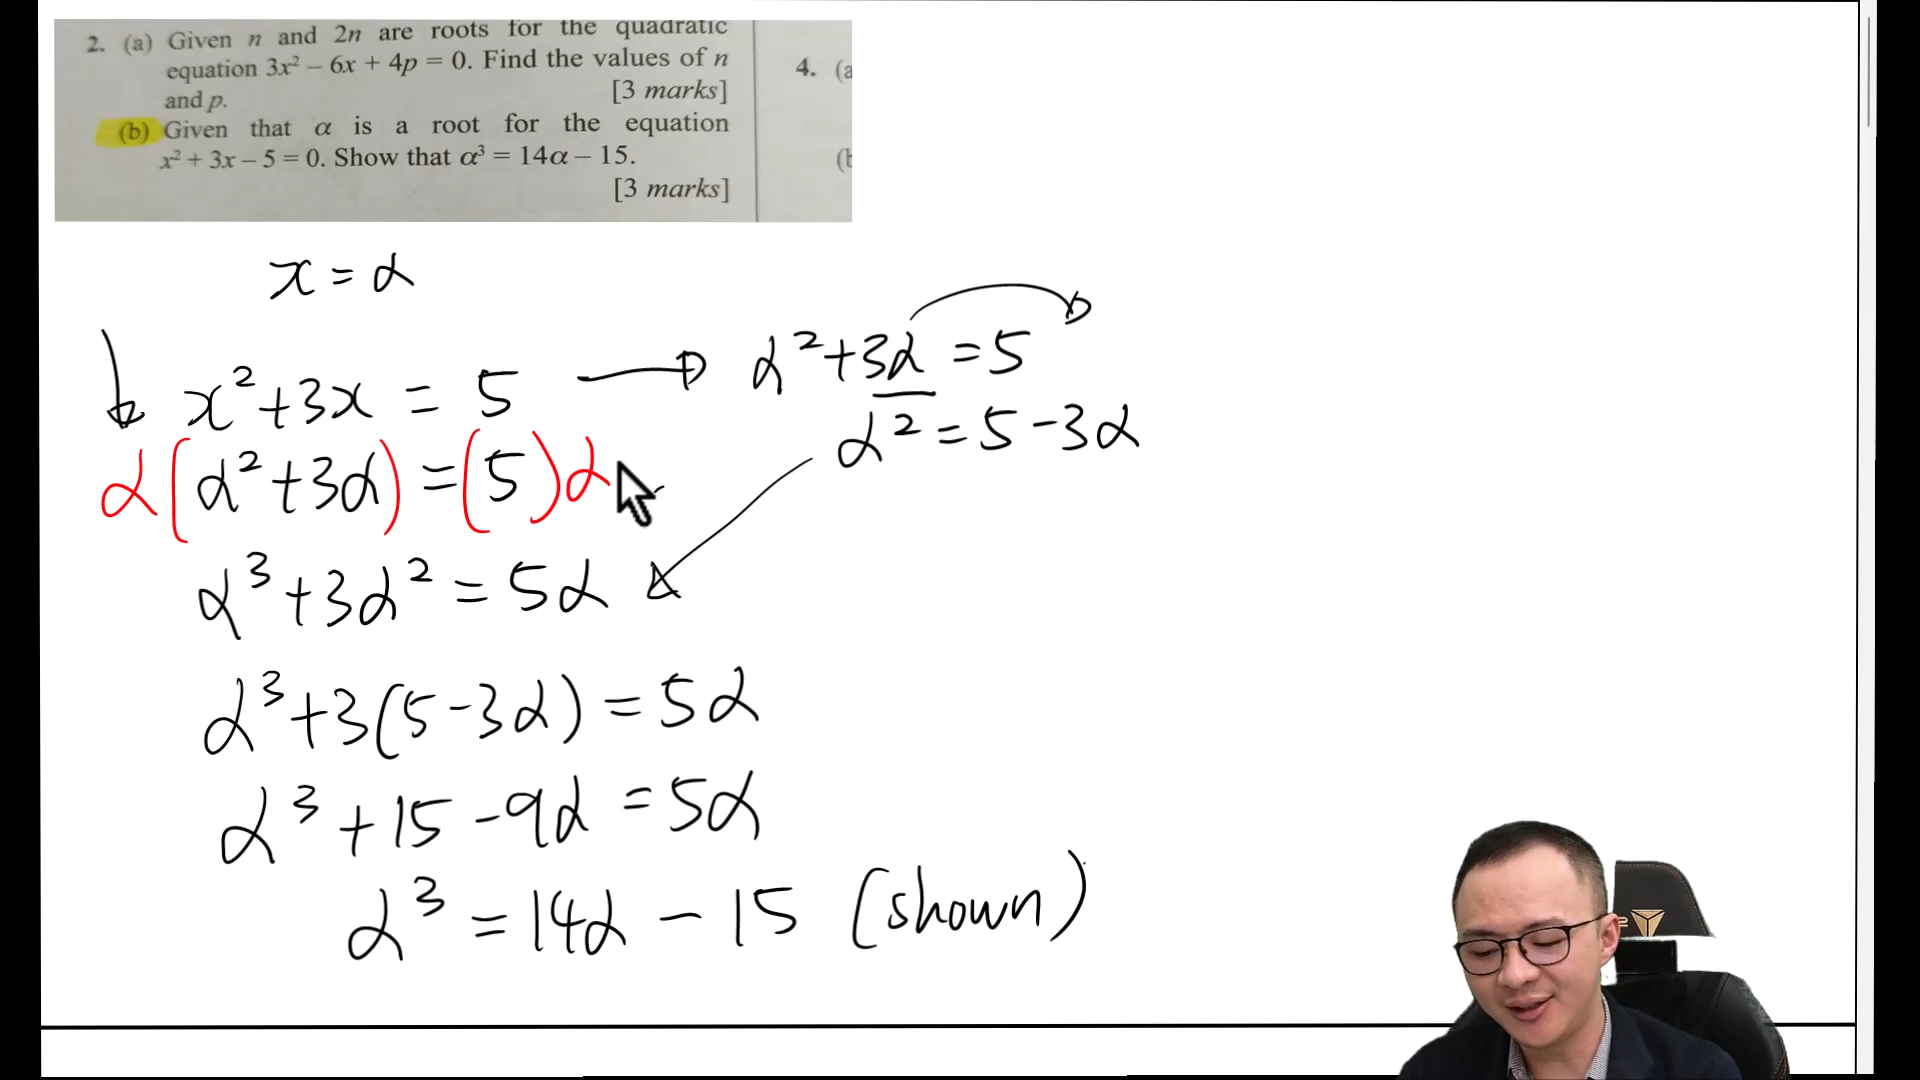 2. (a) Given n and 2n are roots for the quadratic
equation 3x² – 6x + 4p = 0. Find the values of n
and p.
[3 marks]
(b) Given that α is a root for the equation
x² + 3x – 5 = 0. Show that α³ = 14α – 15.
[3 marks]
4. (a
(b
x = α
x² + 3x = 5
α² + 3α = 5
α² = 5 - 3α
α(α² + 3α) = (5)α
α³ + 3α² = 5α
α³ + 3(5 - 3α) = 5α
α³ + 15 - 9α = 5α
α³ = 14α - 15 (shown)